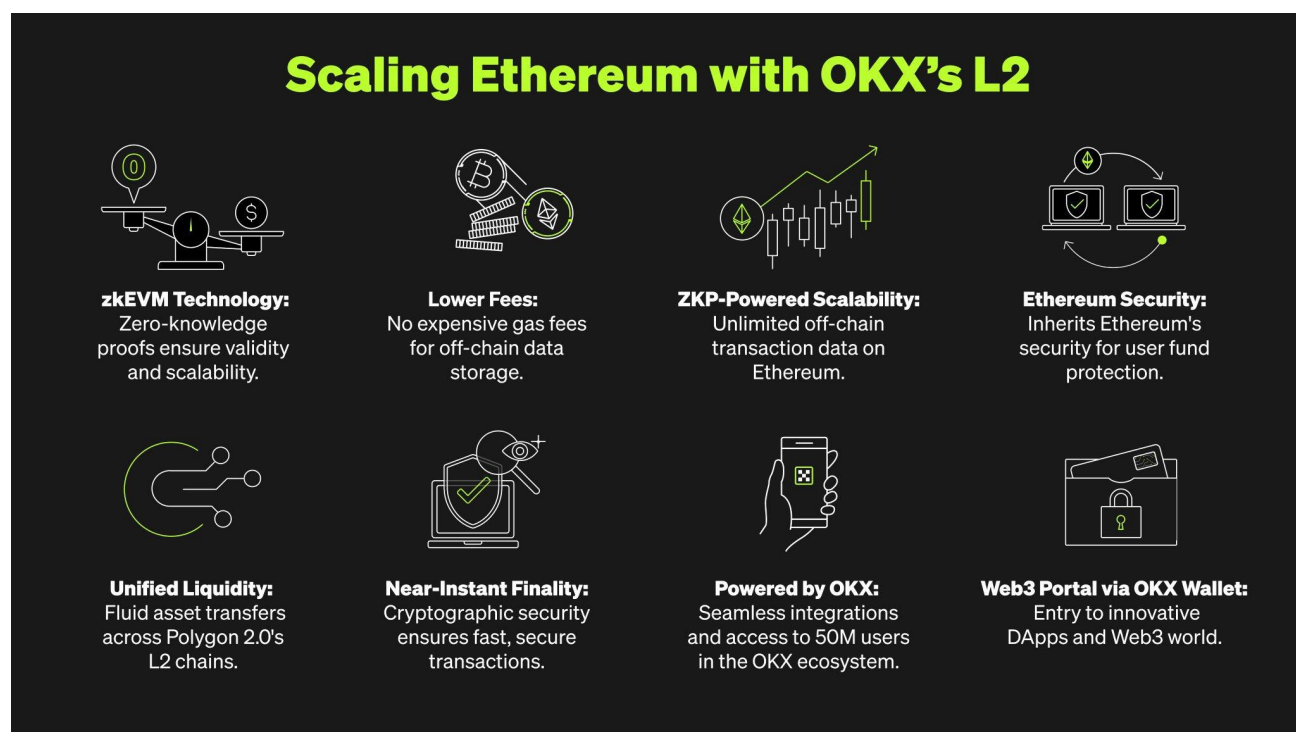 Scaling Ethereum with OKX's L2
0
$
zkEVM Technology:
Zero-knowledge
proofs ensure validity
and scalability.
Lower Fees:
No expensive gas fees
for off-chain data
storage.
ZKP-Powered Scalability:
Unlimited off-chain
transaction data on
Ethereum.
Ethereum Security:
Inherits Ethereum's
security for user fund
protection.
Unified Liquidity:
Fluid asset transfers
across Polygon 2.0's
L2 chains.
Near-Instant Finality:
Cryptographic security
ensures fast, secure
transactions.
Powered by OKX:
Seamless integrations
and access to 50M users
in the OKX ecosystem.
Web3 Portal via OKX Wallet:
Entry to innovative
DApps and Web3 world.